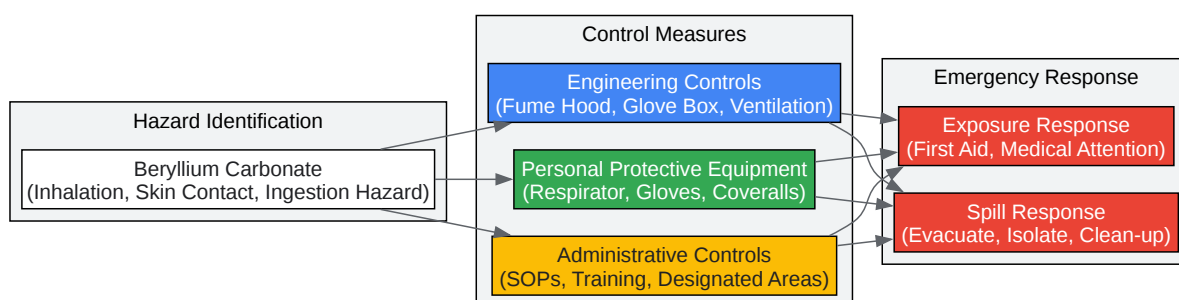 Hazard Identification
Beryllium Carbonate
(Inhalation, Skin Contact, Ingestion Hazard)
Control Measures
Engineering Controls
(Fume Hood, Glove Box, Ventilation)
Personal Protective Equipment
(Respirator, Gloves, Coveralls)
Administrative Controls
(SOPs, Training, Designated Areas)
Emergency Response
Exposure Response
(First Aid, Medical Attention)
Spill Response
(Evacuate, Isolate, Clean-up)